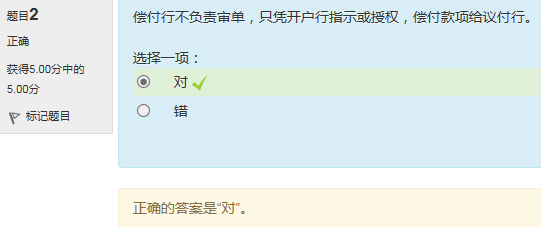 题目2
正确
获得5.00分中的
5.00分
标记题目
偿付行不负责审单，只凭开户行指示或授权，偿付款项给议付行。
选择一项：
对
错
正确的答案是“对”。